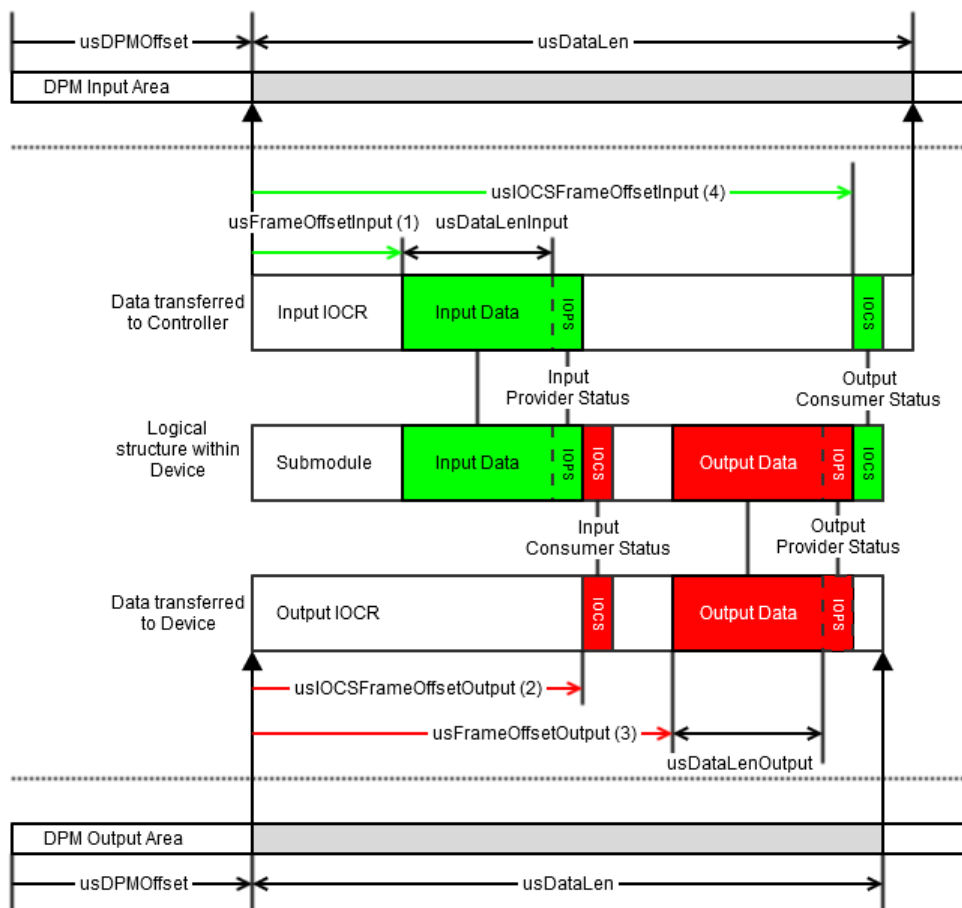 usDPMOffset
usDataLen
DPM Input Area
usIOCSFrameOffsetInput (4)
usFrameOffsetInput (1)
usDataLenInput
Data transferred
to Controller
Input IOCR
Input Data
IOPS
IOCS
Input
Provider Status
Output
Consumer Status
Logical
structure within
Device
Submodule
Input Data
IOPS
IOCS
Output Data
IOPS
IOCS
Input
Consumer Status
Output
Provider Status
Data transferred
to Device
Output IOCR
IOCS
Output Data
IOPS
usIOCSFrameOffsetOutput (2)
usFrameOffsetOutput (3)
usDataLenOutput
DPM Output Area
usDPMOffset
usDataLen